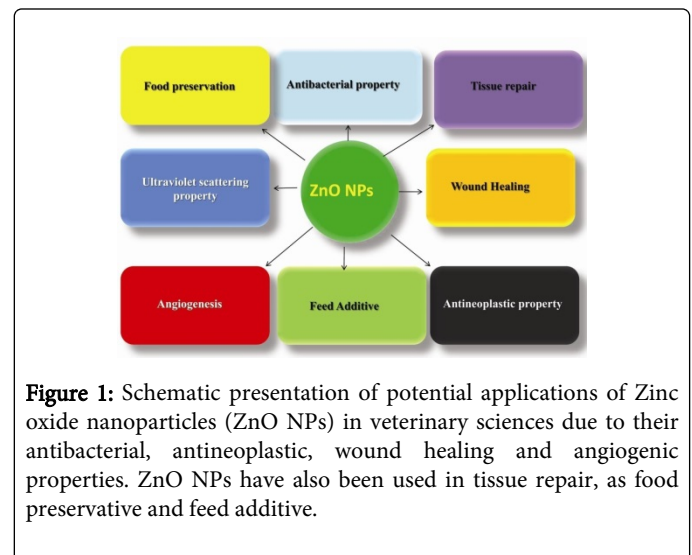 Food preservation
Antibacterial property
Tissue repair
Ultraviolet scattering
property
ZnO NPs
Wound Healing
Angiogenesis
Feed Additive
Antineoplastic property
Figure 1: Schematic presentation of potential applications of Zinc
oxide nanoparticles (ZnO NPs) in veterinary sciences due to their
antibacterial, antineoplastic, wound healing and angiogenic
properties. ZnO NPs have also been used in tissue repair, as food
preservative and feed additive.